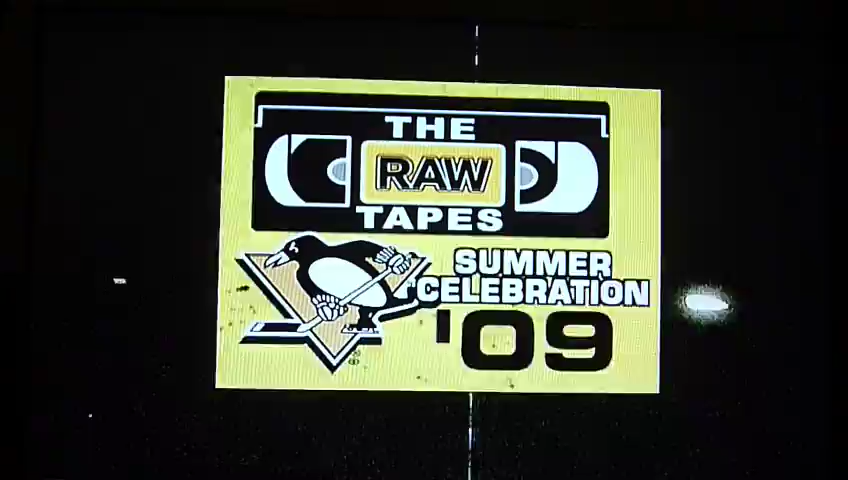 THE
RAW
TAPES
SUMMER
CELEBRATION
'09
®